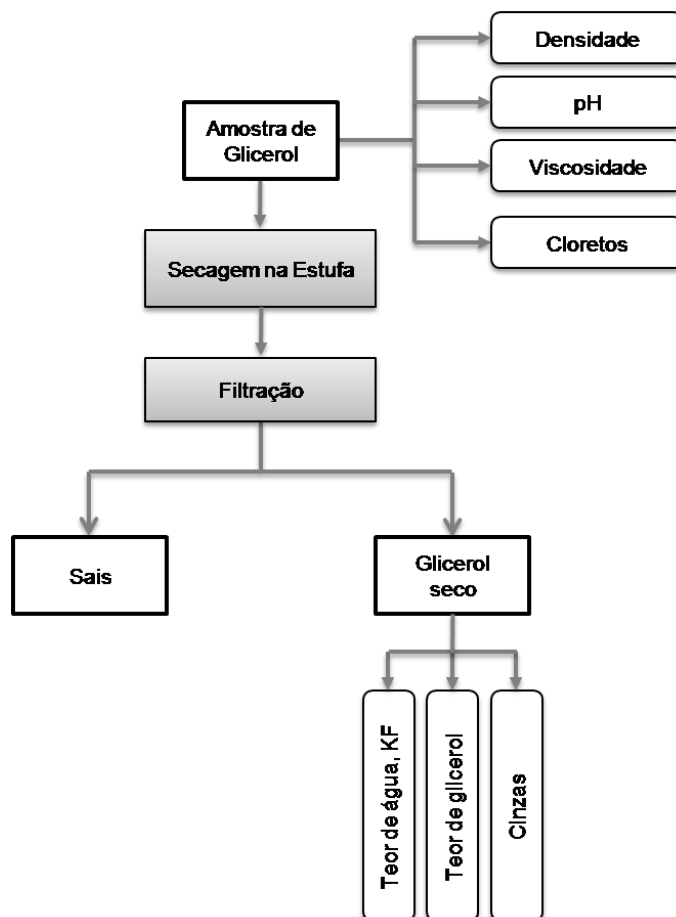 Densidade
pH
Amostra de
Glicerol
Viscosidade
Cloretos
Secagem na Estufa
Filtração
Sais
Glicerol
seco
Teor de água, KF
Teor de glicerol
Cinzas